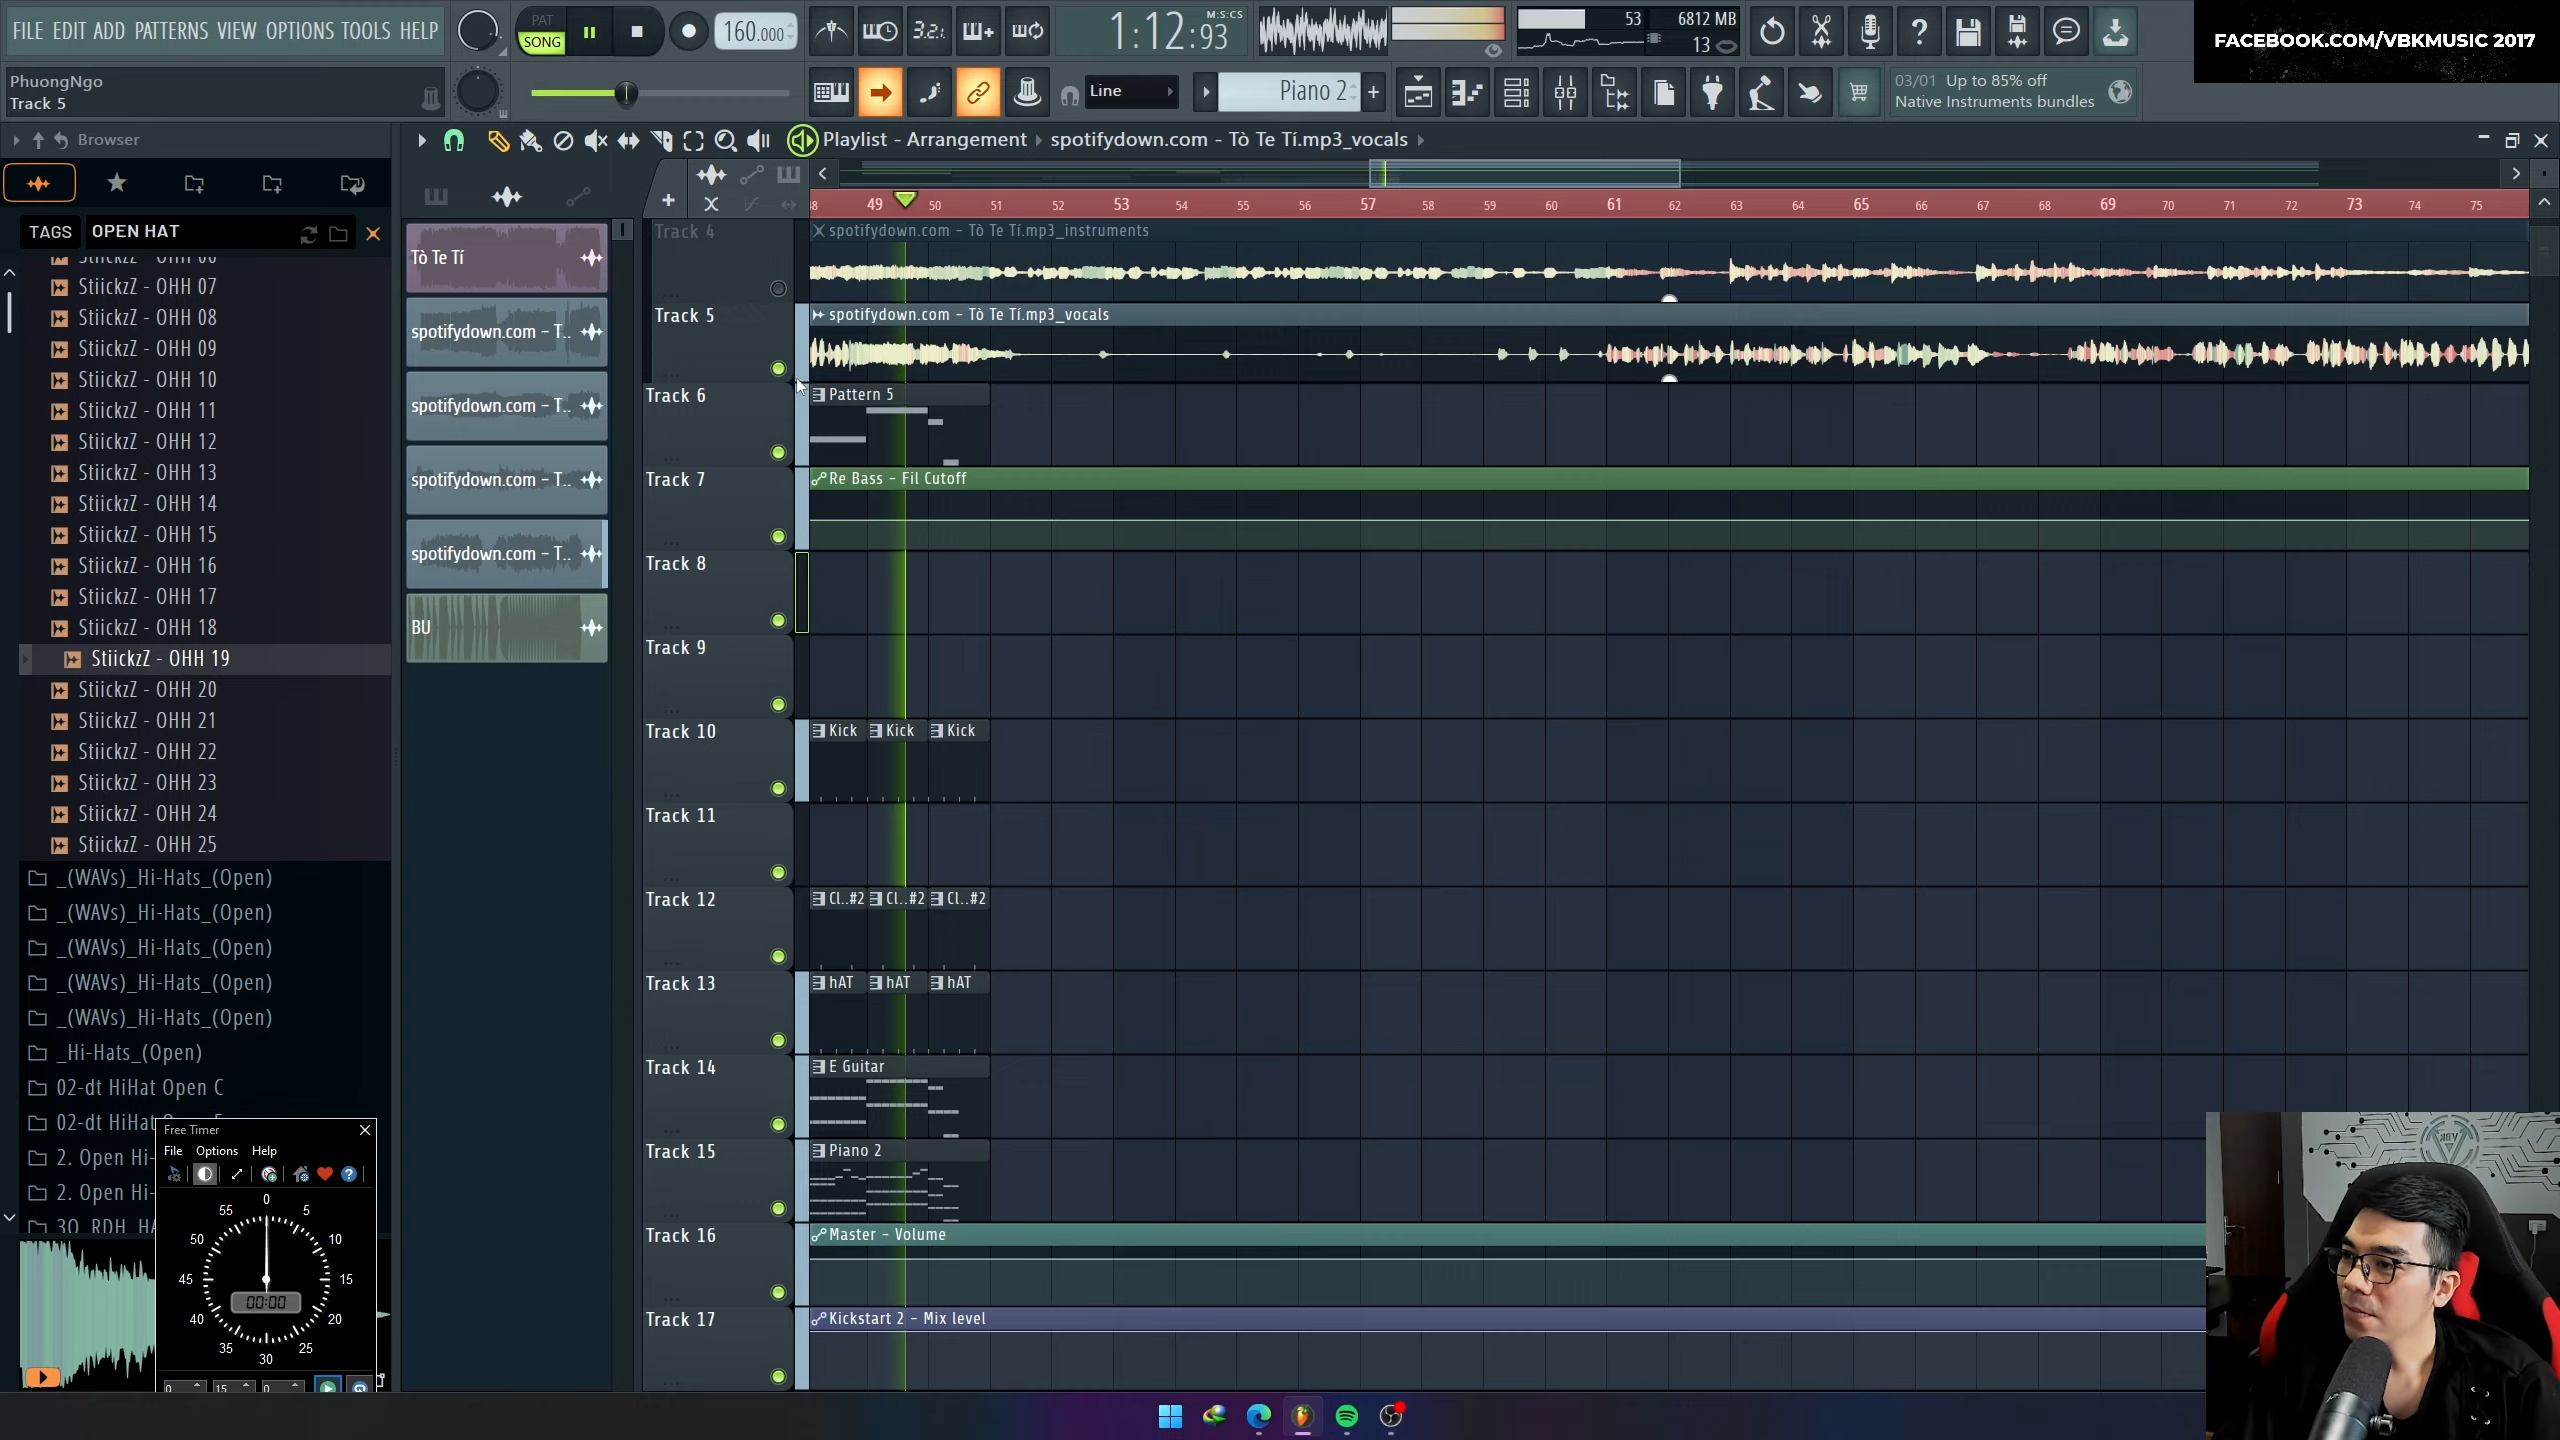 FILE EDIT ADD PATTERNS VIEW OPTIONS TOOLS HELP
PAT
SONG
160.000
3.2.1
1:12:93
M:S:CS
53
6812 MB
13
FACEBOOK.COM/VBKMUSIC 2017
PhuongNgo
Track 5
Line
Piano 2
03/01 Up to 85% off
Native Instruments bundles
Browser
Playlist - Arrangement
spotifydown.com - Tò Te Tí.mp3_vocals
TAGS
OPEN HAT
StiickzZ - OHH 07
StiickzZ - OHH 08
StiickzZ - OHH 09
StiickzZ - OHH 10
StiickzZ - OHH 11
StiickzZ - OHH 12
StiickzZ - OHH 13
StiickzZ - OHH 14
StiickzZ - OHH 15
StiickzZ - OHH 16
StiickzZ - OHH 17
StiickzZ - OHH 18
StiickzZ - OHH 19
StiickzZ - OHH 20
StiickzZ - OHH 21
StiickzZ - OHH 22
StiickzZ - OHH 23
StiickzZ - OHH 24
StiickzZ - OHH 25
_(WAVs)_Hi-Hats_(Open)
_(WAVs)_Hi-Hats_(Open)
_(WAVs)_Hi-Hats_(Open)
_(WAVs)_Hi-Hats_(Open)
_(WAVs)_Hi-Hats_(Open)
_Hi-Hats_(Open)
02-dt HiHat Open C
02-dt HiHat
2. Open Hi-
2. Open Hi-
Free Timer
File Options Help
0
5
10
15
20
25
30
35
40
45
50
55
00:00
0 15 0
Tò Te Tí
spotifydown.com - T..
spotifydown.com - T..
spotifydown.com - T..
spotifydown.com - T..
BU
49 50 51 52 53 54 55 56 57 58 59 60 61 62 63 64 65 66 67 68 69 70 71 72 73 74 75
Track 4
spotifydown.com - Tò Te Tí.mp3_instruments
Track 5
spotifydown.com - Tò Te Tí.mp3_vocals
Track 6
Pattern 5
Track 7
Re Bass - Fil Cutoff
Track 8
Track 9
Track 10
Kick Kick Kick
Track 11
Track 12
Cl..#2 Cl..#2 Cl..#2
Track 13
hAT hAT hAT
Track 14
E Guitar
Track 15
Piano 2
Track 16
Master - Volume
Track 17
Kickstart 2 - Mix level